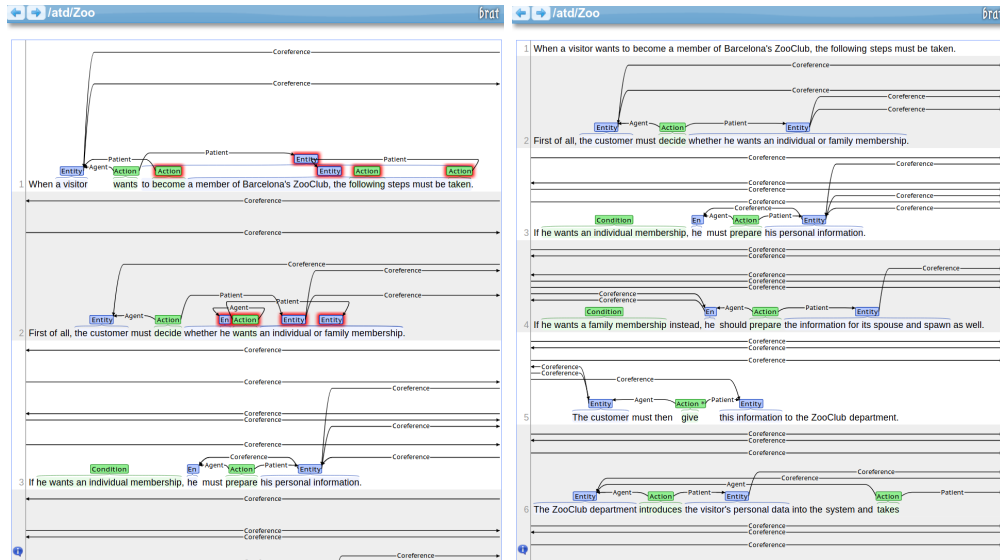 /atd/Zoo
brat
Coreference
Coreference
Patient
Entity
Patient
Patient
Entity
Agent
Action
Action
Entity
Action
Action
1 When a visitor wants to become a member of Barcelona's ZooClub, the following steps must be taken.
Coreference
Coreference
Coreference
Coreference
Patient
Coreference
Patient
Agent
Entity
Action
En
Action
Entity
Entity
2 First of all, the customer must decide whether he wants an individual or family membership.
Coreference
Coreference
Coreference
Coreference
Coreference
Coreference
Coreference
Coreference
Coreference
Condition
En
Agent
Action
Patient
Entity
3 If he wants an individual membership, he must prepare his personal information.
Coreference
Coreference
Coreference
Coreference
/atd/Zoo
brat
1 When a visitor wants to become a member of Barcelona's ZooClub, the following steps must be taken.
Coreference
Coreference
Coreference
Coreference
Entity
Agent
Action
Patient
Entity
2 First of all, the customer must decide whether he wants an individual or family membership.
Coreference
Coreference
Coreference
Coreference
Coreference
Coreference
Coreference
Coreference
Coreference
Condition
En
Agent
Action
Patient
Entity
3 If he wants an individual membership, he must prepare his personal information.
Coreference
Coreference
Coreference
Coreference
Coreference
Coreference
Coreference
Coreference
Condition
En
Agent
Action
Patient
Entity
4 If he wants a family membership instead, he should prepare the information for its spouse and spawn as well.
Coreference
Coreference
Coreference
Coreference
Coreference
Coreference
Entity
Agent
Action *
Patient
Entity
5 The customer must then give this information to the ZooClub department.
Coreference
Coreference
Coreference
Coreference
Coreference
Agent
Entity
Agent
Action
Patient
Entity
Action
Patient
6 The ZooClub department introduces the visitor's personal data into the system and takes
Coreference
Coreference
Coreference